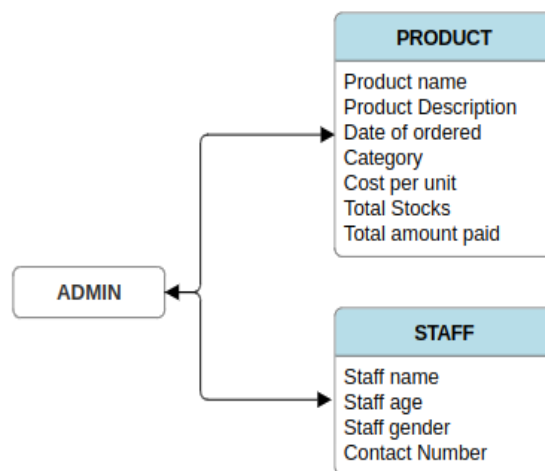 PRODUCT
Product name
Product Description
Date of ordered
Category
Cost per unit
Total Stocks
Total amount paid
ADMIN
STAFF
Staff name
Staff age
Staff gender
Contact Number